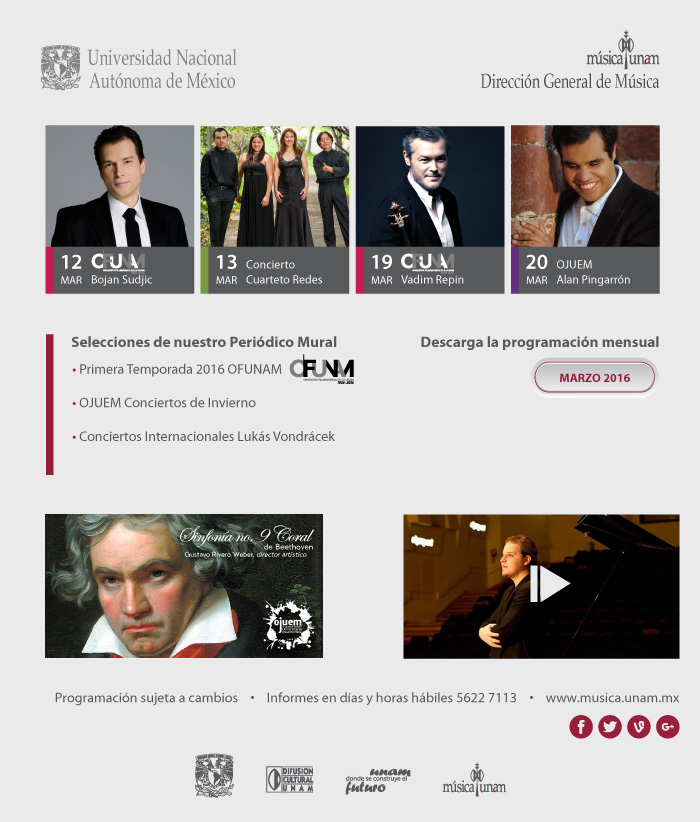 Universidad Nacional
Autónoma de México
música unam
Dirección General de Música
12 OFUNAM
MAR Bojan Sudjic
13 Concierto
MAR Cuarteto Redes
19 OFUNAM
MAR Vadim Repin
20 OJUEM
MAR Alan Pingarrón
Selecciones de nuestro Periódico Mural
• Primera Temporada 2016 OFUNAM OFUNAM
• OJUEM Conciertos de Invierno
• Conciertos Internacionales Lukás Vondrácek
Descarga la programación mensual
MARZO 2016
Sinfonía no. 9 Coral
de Beethoven
Gustavo Rivero Weber, director artístico
ojuem
Programación sujeta a cambios • Informes en días y horas hábiles 5622 7113 • www.musica.unam.mx
f G+
DIFUSION
CULTURAL
UNAM
unam
donde se construye el
futuro
música unam